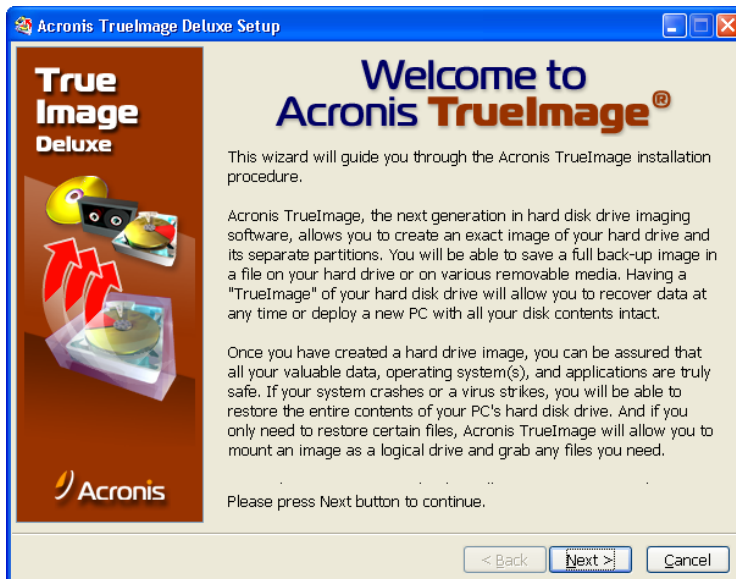 Acronis TrueImage Deluxe Setup
True
Image
Deluxe
Acronis
Welcome to
Acronis TrueImage®
This wizard will guide you through the Acronis TrueImage installation
procedure.
Acronis TrueImage, the next generation in hard disk drive imaging
software, allows you to create an exact image of your hard drive and
its separate partitions. You will be able to save a full back-up image in
a file on your hard drive or on various removable media. Having a
"TrueImage" of your hard disk drive will allow you to recover data at
any time or deploy a new PC with all your disk contents intact.
Once you have created a hard drive image, you can be assured that
all your valuable data, operating system(s), and applications are truly
safe. If your system crashes or a virus strikes, you will be able to
restore the entire contents of your PC's hard disk drive. And if you
only need to restore certain files, Acronis TrueImage will allow you to
mount an image as a logical drive and grab any files you need.
Please press Next button to continue.
< Back
Next >
Cancel